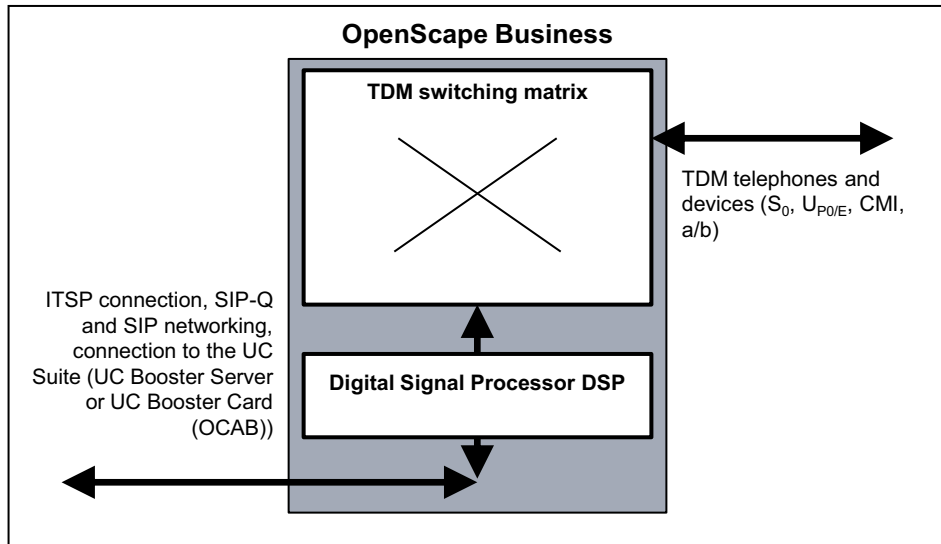 OpenScape Business
TDM switching matrix
TDM telephones and
devices (S0, UP0/E, CMI,
a/b)
ITSP connection, SIP-Q
and SIP networking,
connection to the UC
Suite (UC Booster Server
or UC Booster Card
(OCAB))
Digital Signal Processor DSP